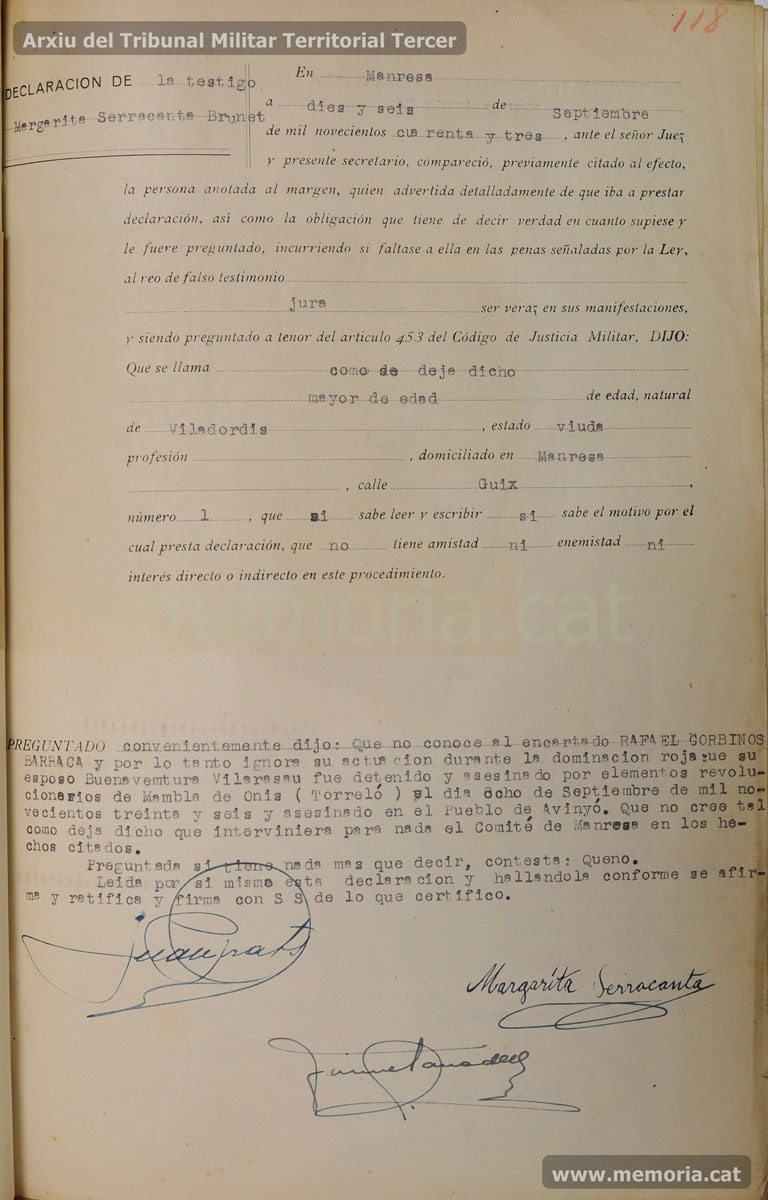 Arxiu del Tribunal Militar Territorial Tercer
118
DECLARACION DE la testigo
Margarita Serracanta Brunet
En Manresa
a dies y seis de Septiembre
de mil novecientos cuarenta y tres, ante el señor Juez
y presente secretario, compareció, previamente citado al efecto,
la persona anotada al margen, quien advertida detalladamente de que iba a prestar
declaración, así como la obligación que tiene de decir verdad en cuanto supiese y
le fuere preguntado, incurriendo si faltase a ella en las penas señaladas por la Ley,
al reo de falso testimonio
jura ser veraz en sus manifestaciones,
y siendo preguntado a tenor del artículo 453 del Código de Justicia Militar, DIJO:
Que se llama como de deja dicho
mayor de edad de edad, natural
de Viladordis, estado viuda
profesión , domiciliado en Manresa
, calle Guix,
número 1, que si sabe leer y escribir si sabe el motivo por el
cual presta declaración, que no tiene amistad ni enemistad ni
interés directo o indirecto en este procedimiento.
memoria.cat
PREGUNTADO convenientemente dijo: Que no conoce al encartado RAFAEL CORBINOS
BARRACA y por lo tanto ignora su actuacion durante la dominacion roja:ue su
esposo Buenaventura Vilarasau fue detenido y asesinado por elementos revolu-
cionarios de Mambla de Onis ( Torreló ) el dia ocho de Septiembre de mil no-
vecientos treinta y seis y asesinado en el Pueblo de Avinyó. Que no cree tal
como deja dicho que interviniera para nada el Comité de Manresa en los he-
chos citados.
Preguntada si tiene nada mas que decir, contesta: Queno.
Leida por si misma esta declaracion y hallandola conforme se afir-
ma y ratifica y firma con S S de lo que certifico.
Juan prats
Margarita Serracanta
www.memoria.cat